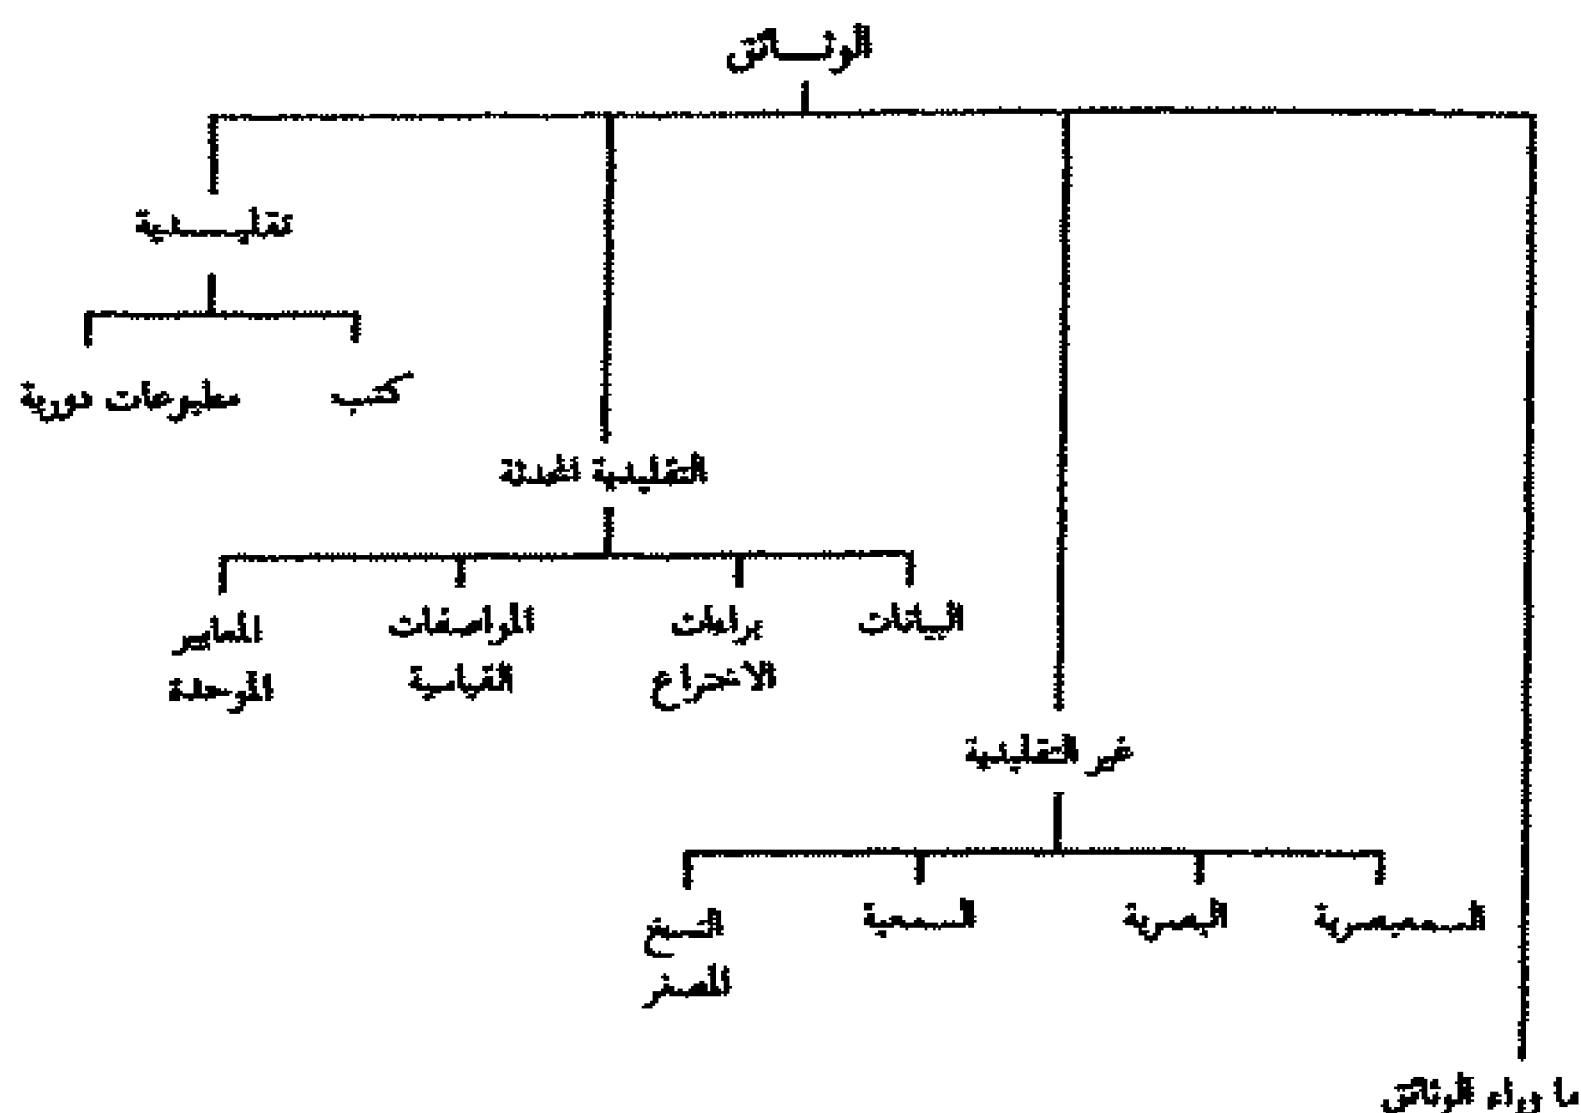 الوثائق
تقليدية
كتب
مطبوعات دورية
التقليدية المحدثة
البيانات
براءات
الاختراع
المواصفات
القياسية
المعايير
الموحدة
غير التقليدية
السمعبصرية
البصرية
السمعية
النسخ
المصغر
ما وراء الوثائق